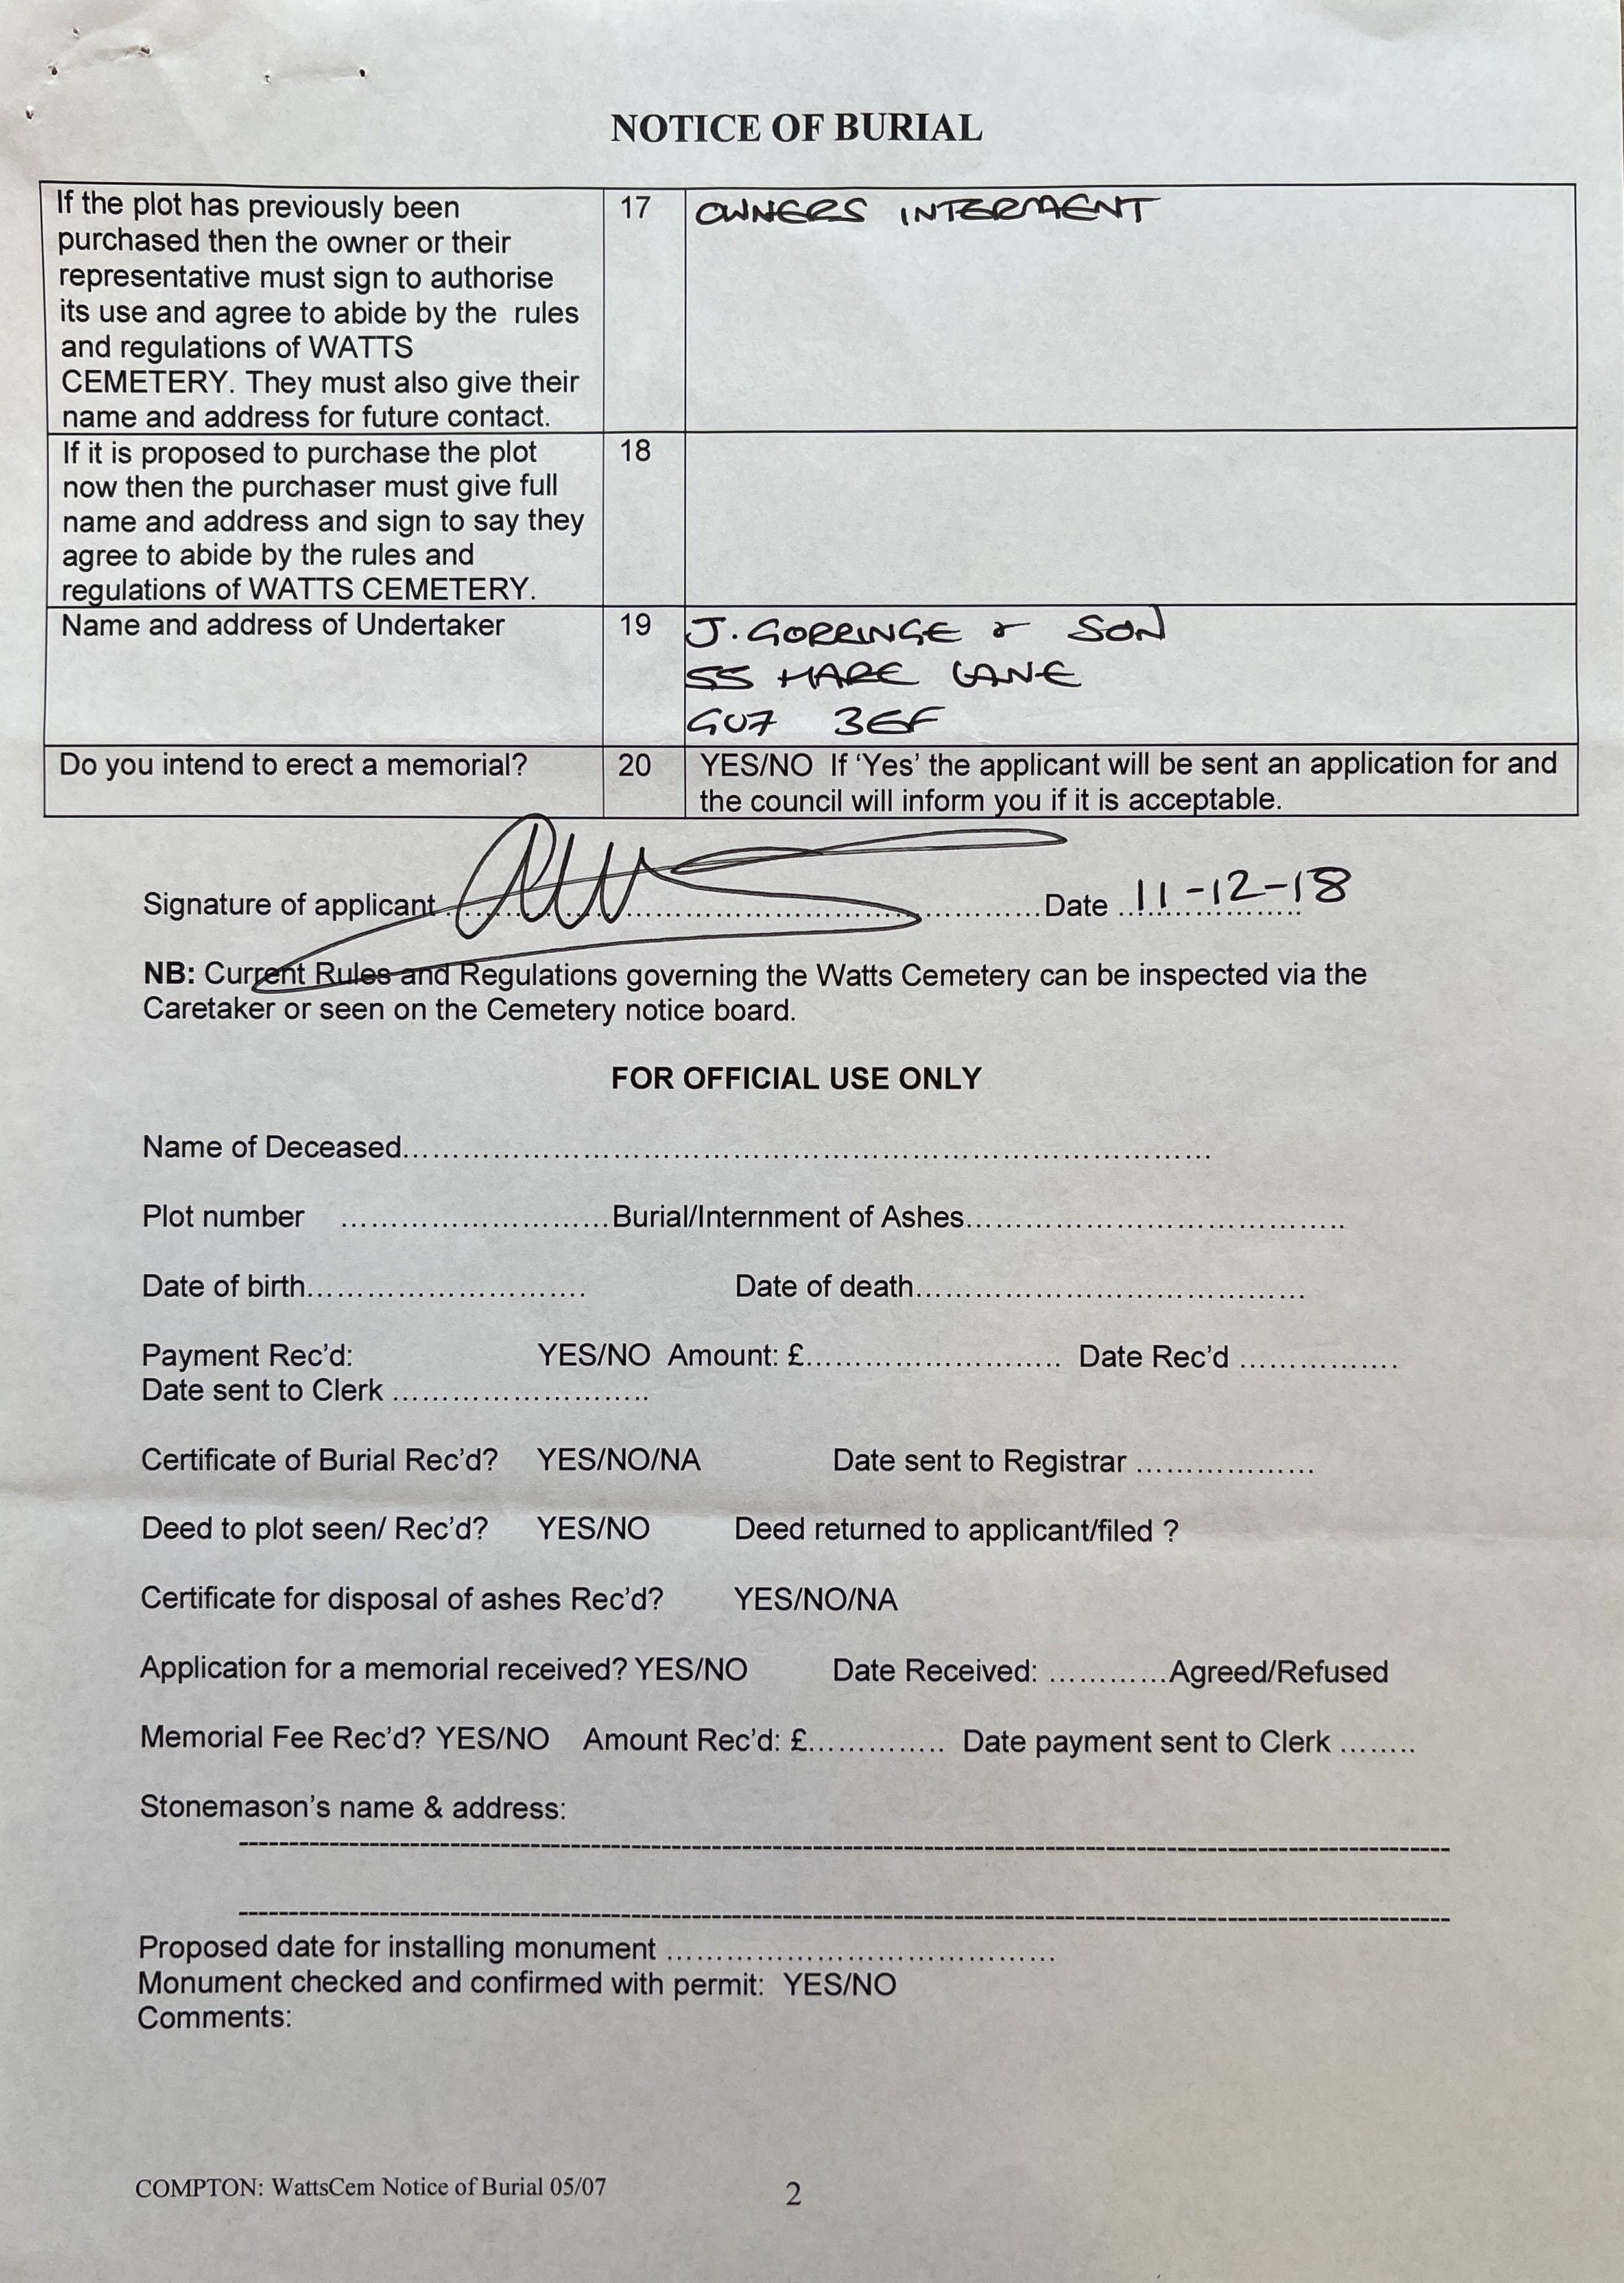 NOTICE OF BURIAL
If the plot has previously been
purchased then the owner or their
representative must sign to authorise
its use and agree to abide by the rules
and regulations of WATTS
CEMETERY. They must also give their
name and address for future contact.
17
OWNERS INTERMENT
If it is proposed to purchase the plot
now then the purchaser must give full
name and address and sign to say they
agree to abide by the rules and
regulations of WATTS CEMETERY.
18
Name and address of Undertaker
19
J. GORRINGE & SON
55 HARE LANE
GU7 3EF
Do you intend to erect a memorial?
20
YES/NO If ‘Yes’ the applicant will be sent an application for and
the council will inform you if it is acceptable.
Signature of applicant Date 11-12-18
NB: Current Rules and Regulations governing the Watts Cemetery can be inspected via the
Caretaker or seen on the Cemetery notice board.
FOR OFFICIAL USE ONLY
Name of Deceased
Plot number Burial/Internment of Ashes
Date of birth Date of death
Payment Rec’d: YES/NO Amount: £ Date Rec’d
Date sent to Clerk
Certificate of Burial Rec’d? YES/NO/NA Date sent to Registrar
Deed to plot seen/ Rec’d? YES/NO Deed returned to applicant/filed ?
Certificate for disposal of ashes Rec’d? YES/NO/NA
Application for a memorial received? YES/NO Date Received: Agreed/Refused
Memorial Fee Rec’d? YES/NO Amount Rec’d: £ Date payment sent to Clerk
Stonemason’s name & address:
Proposed date for installing monument
Monument checked and confirmed with permit: YES/NO
Comments:
COMPTON: WattsCem Notice of Burial 05/07
2